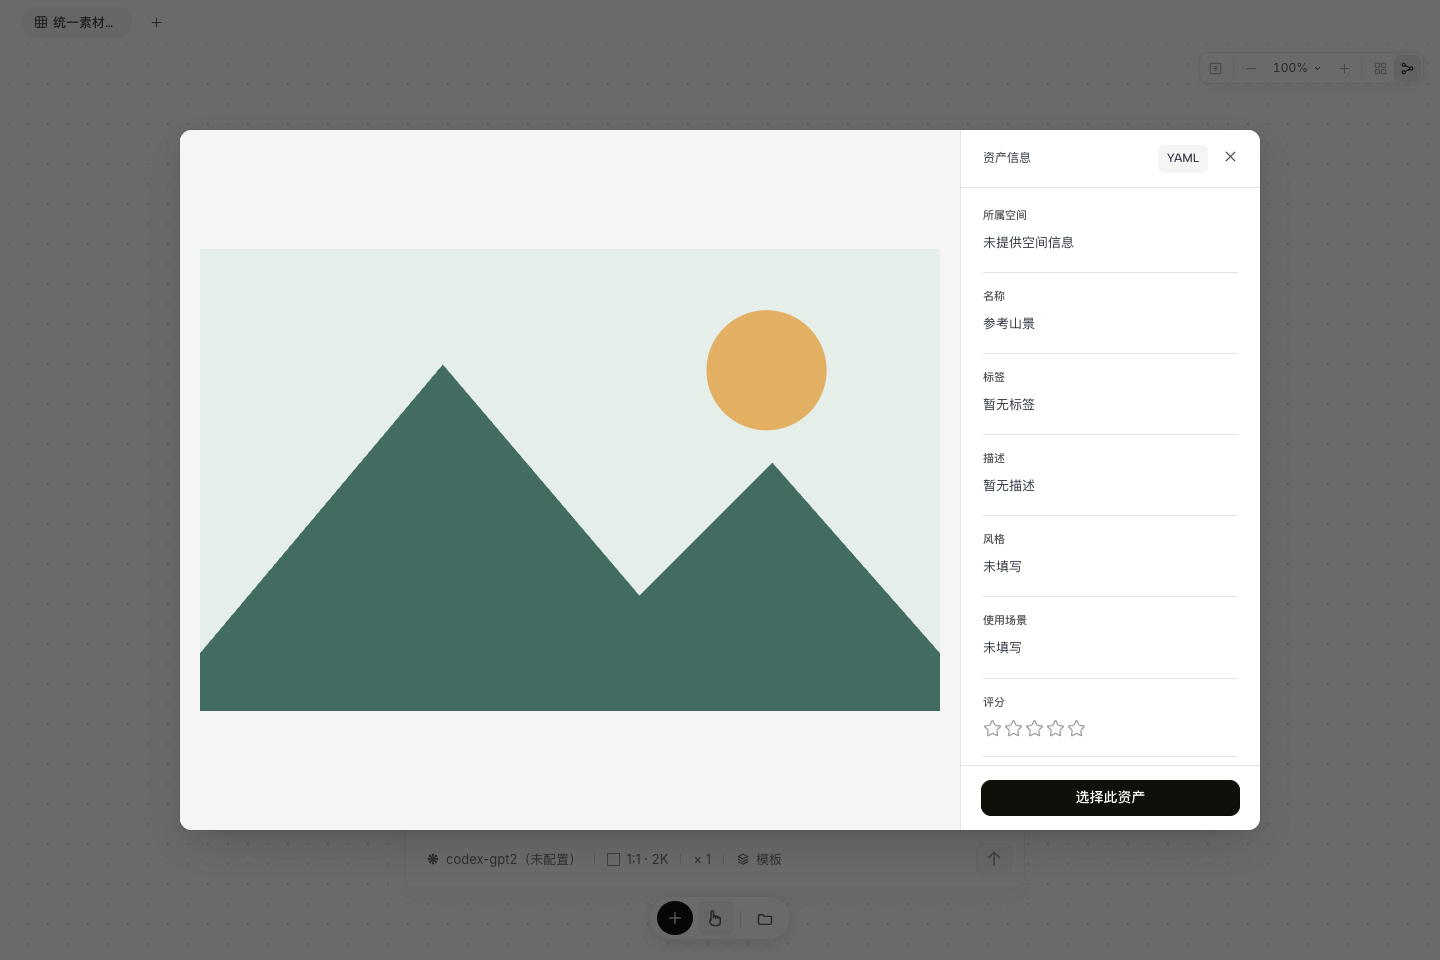 统一素材...
100%
资产信息
YAML
所属空间
未提供空间信息
名称
参考山景
标签
暂无标签
描述
暂无描述
风格
未填写
使用场景
未填写
评分
选择此资产
codex-gpt2（未配置）
1:1 · 2K
× 1
模板